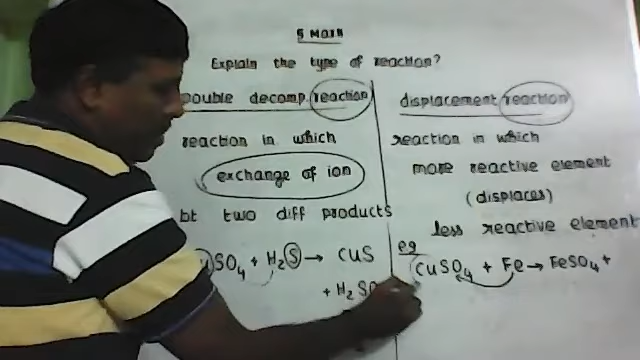 5 MARK
Explain the type of reaction?
Double decomp. reaction
reaction in which
exchange of ion
bt two diff products
SO4 + H2S → CuS
+ H2 SO
displacement reaction
reaction in which
more reactive element
(displaces)
less reactive element
eg
CuSO4 + Fe → FeSO4 +